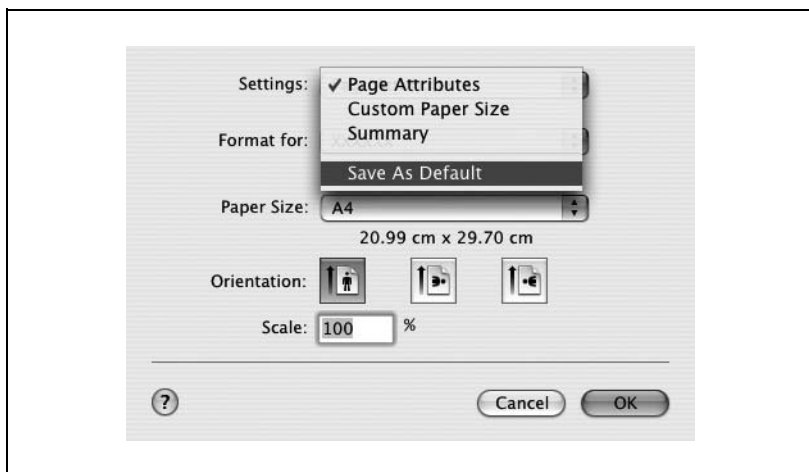 Settings: ✓ Page Attributes
Custom Paper Size
Format for: Summary
Save As Default
Paper Size: A4
20.99 cm x 29.70 cm
Orientation:
Scale: 100 %
? Cancel OK